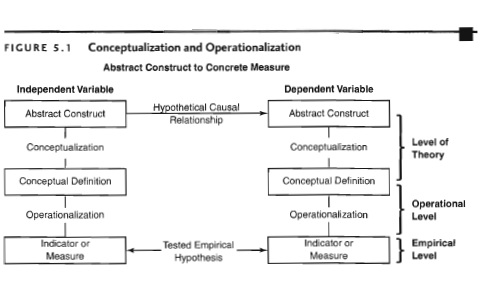 FIGURE 5.1 Conceptualization and Operationalization
Abstract Construct to Concrete Measure
Independent Variable
Dependent Variable
Abstract Construct
Hypothetical Causal
Relationship
Abstract Construct
Conceptualization
Conceptualization
Level of
Theory
Conceptual Definition
Conceptual Definition
Operationalization
Operationalization
Operational
Level
Indicator or
Measure
Tested Empirical
Hypothesis
Indicator or
Measure
Empirical
Level